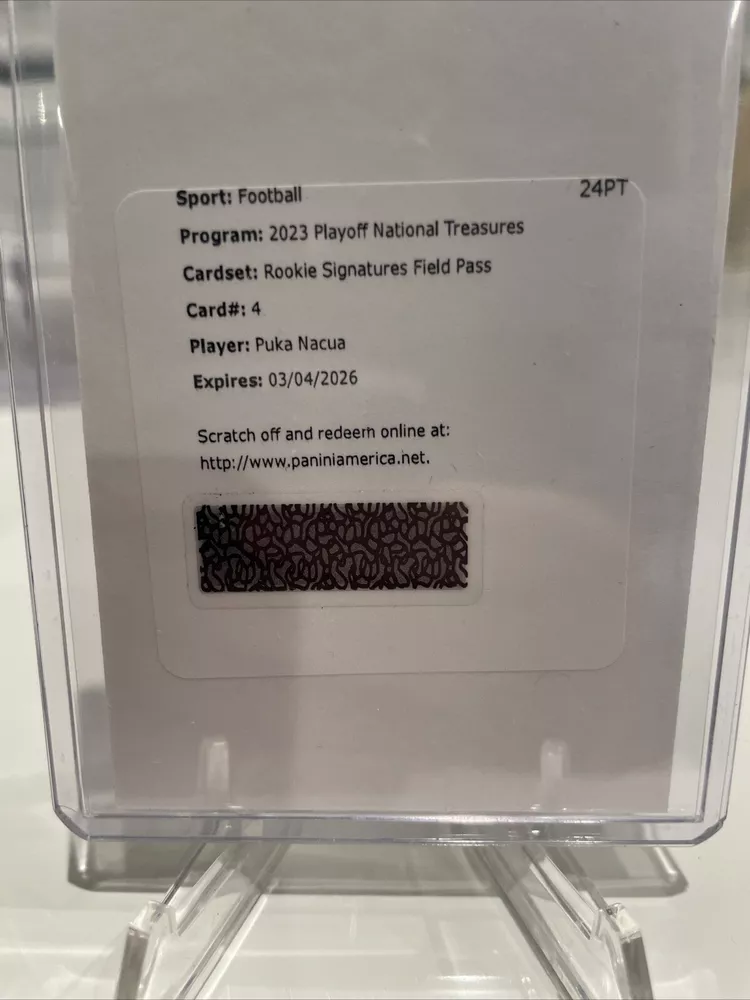 Sport: Football 24PT
Program: 2023 Playoff National Treasures
Cardset: Rookie Signatures Field Pass
Card#: 4
Player: Puka Nacua
Expires: 03/04/2026
Scratch off and redeem online at:
http://www.paniniamerica.net.